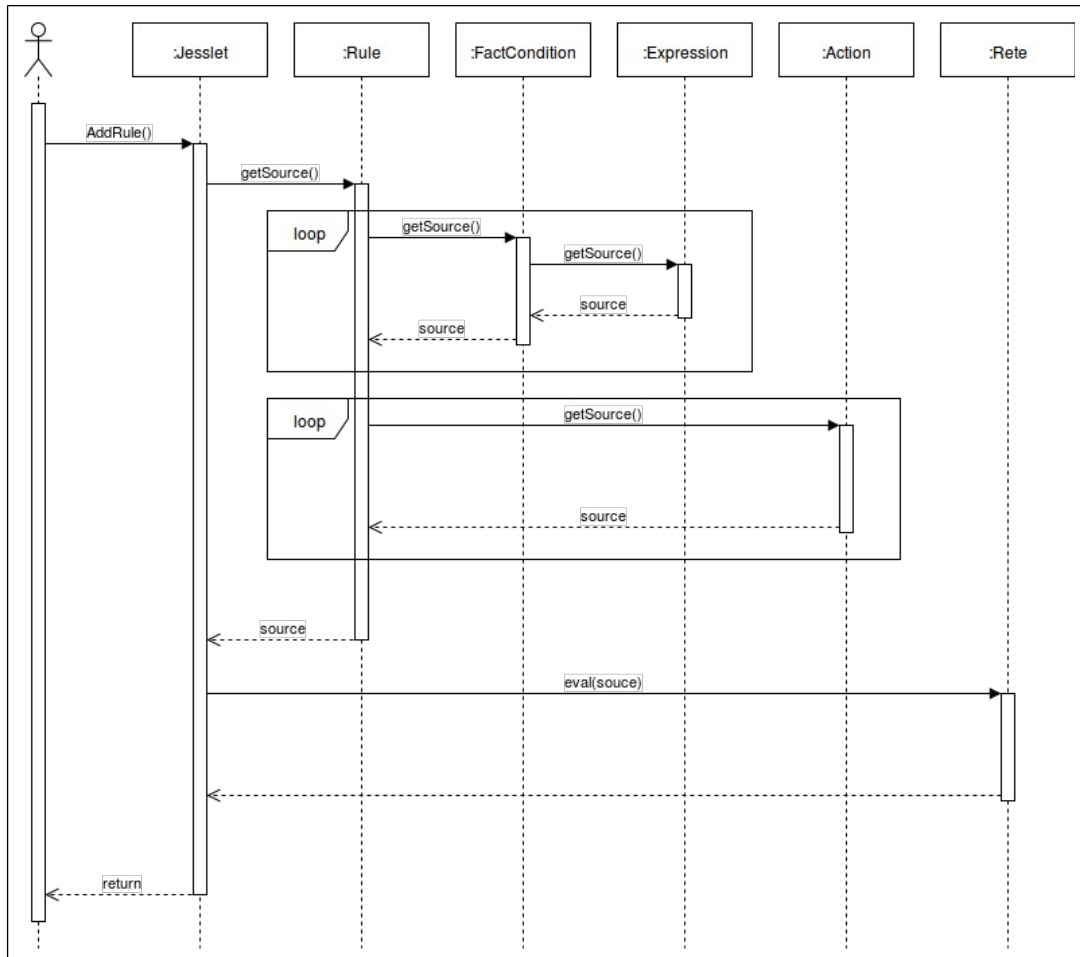 :Jesslet
:Rule
:FactCondition
:Expression
:Action
:Rete
AddRule()
getSource()
loop
getSource()
getSource()
source
source
loop
getSource()
source
source
eval(souce)
return